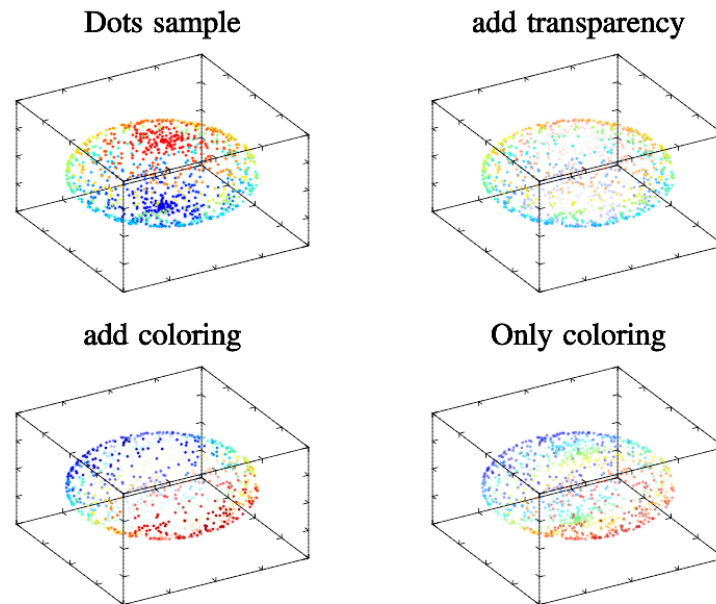 Dots sample
add transparency
add coloring
Only coloring